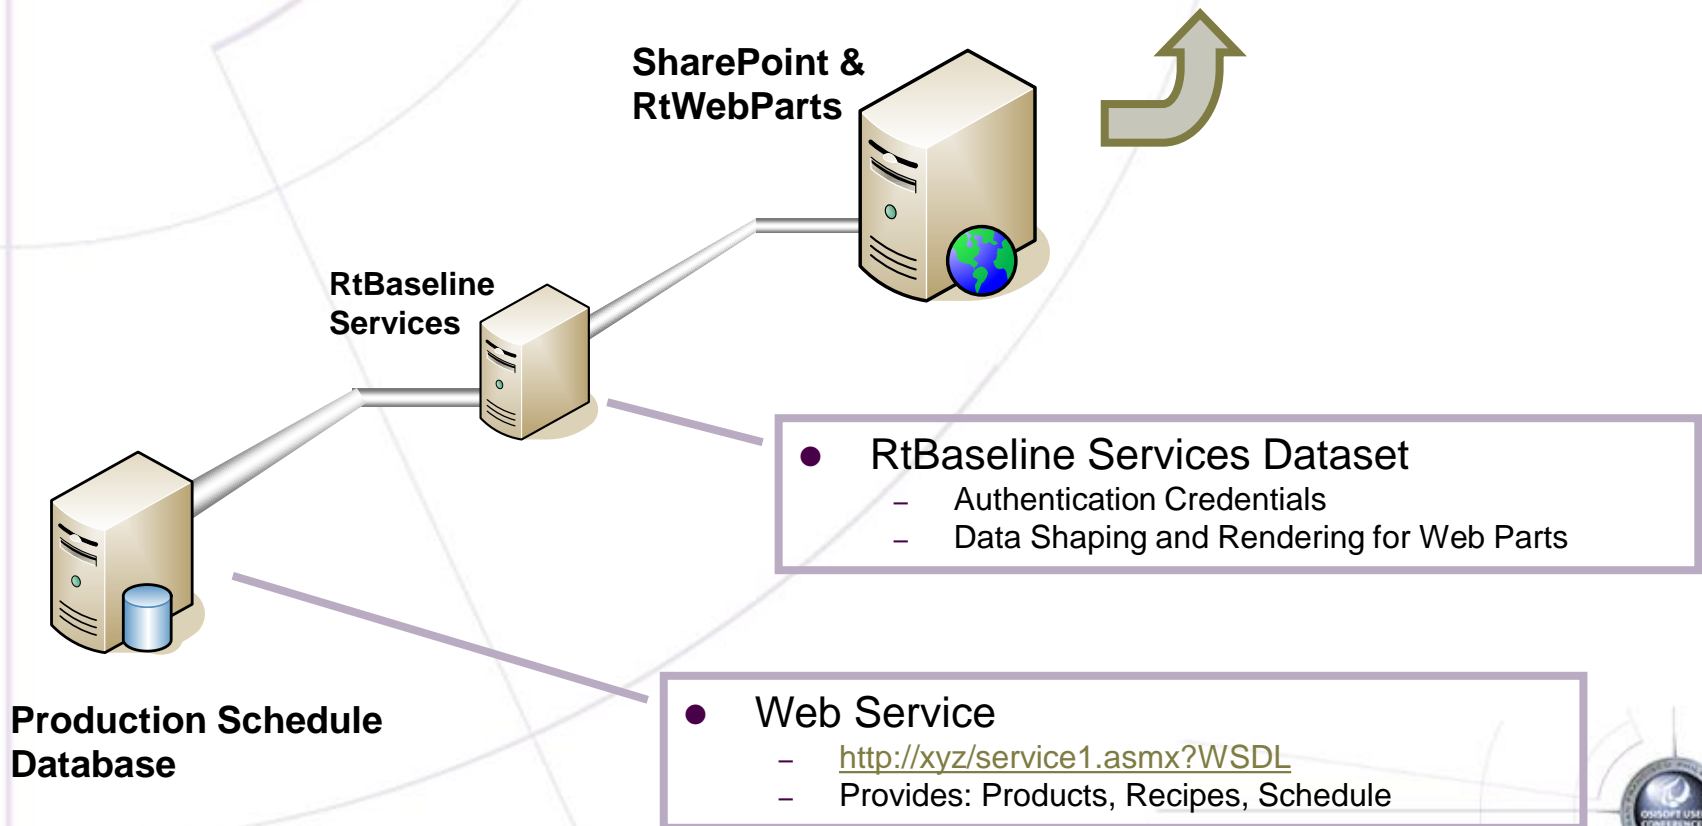 SharePoint &
RtWebParts
RtBaseline
Services
● RtBaseline Services Dataset
– Authentication Credentials
– Data Shaping and Rendering for Web Parts
Production Schedule
Database
● Web Service
– http://xyz/service1.asmx?WSDL
– Provides: Products, Recipes, Schedule